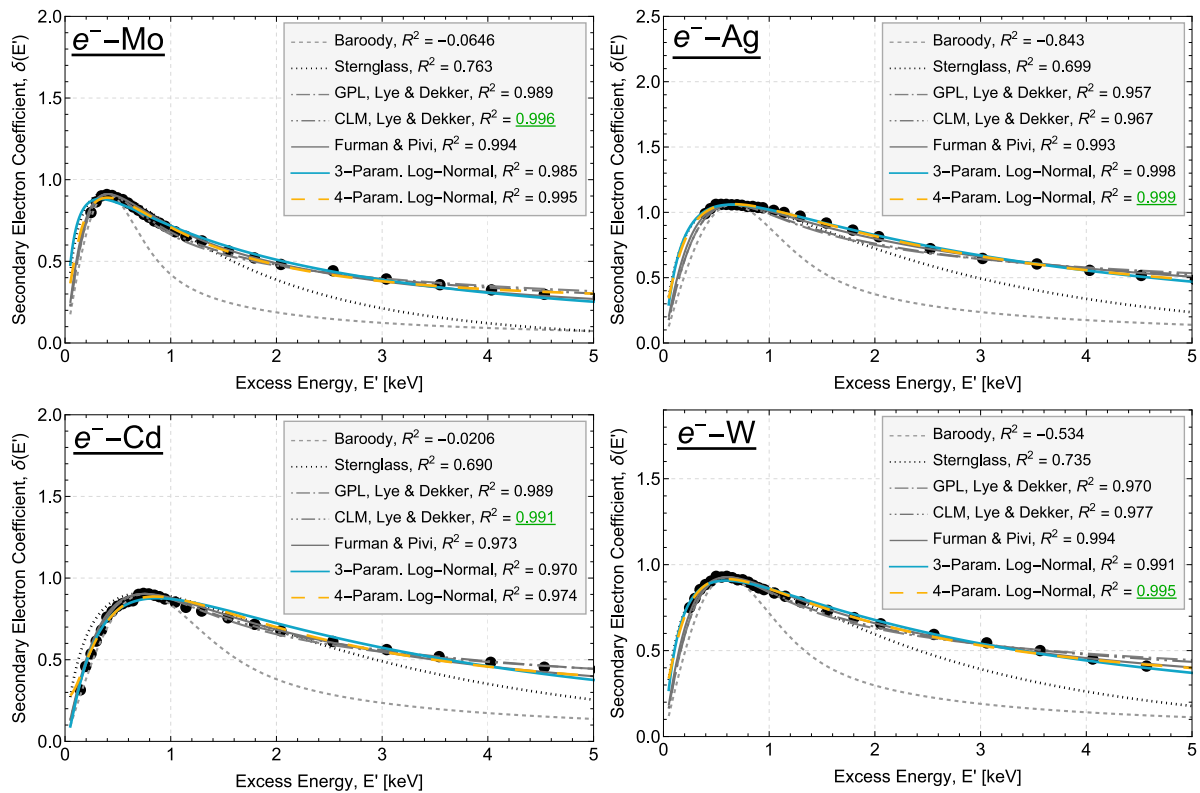 e⁻–Mo
Baroody, R² = −0.0646
Sternglass, R² = 0.763
GPL, Lye & Dekker, R² = 0.989
CLM, Lye & Dekker, R² = 0.996
Furman & Pivi, R² = 0.994
3–Param. Log–Normal, R² = 0.985
4–Param. Log–Normal, R² = 0.995
Secondary Electron Coefficient, δ(E')
2.0
1.5
1.0
0.5
0.0
0 1 2 3 4 5
Excess Energy, E' [keV]
e⁻–Ag
Baroody, R² = −0.843
Sternglass, R² = 0.699
GPL, Lye & Dekker, R² = 0.957
CLM, Lye & Dekker, R² = 0.967
Furman & Pivi, R² = 0.993
3–Param. Log–Normal, R² = 0.998
4–Param. Log–Normal, R² = 0.999
Secondary Electron Coefficient, δ(E')
2.5
2.0
1.5
1.0
0.5
0.0
0 1 2 3 4 5
Excess Energy, E' [keV]
e⁻–Cd
Baroody, R² = −0.0206
Sternglass, R² = 0.690
GPL, Lye & Dekker, R² = 0.989
CLM, Lye & Dekker, R² = 0.991
Furman & Pivi, R² = 0.973
3–Param. Log–Normal, R² = 0.970
4–Param. Log–Normal, R² = 0.974
Secondary Electron Coefficient, δ(E')
2.0
1.5
1.0
0.5
0.0
0 1 2 3 4 5
Excess Energy, E' [keV]
e⁻–W
Baroody, R² = −0.534
Sternglass, R² = 0.735
GPL, Lye & Dekker, R² = 0.970
CLM, Lye & Dekker, R² = 0.977
Furman & Pivi, R² = 0.994
3–Param. Log–Normal, R² = 0.991
4–Param. Log–Normal, R² = 0.995
Secondary Electron Coefficient, δ(E')
1.5
1.0
0.5
0.0
0 1 2 3 4 5
Excess Energy, E' [keV]